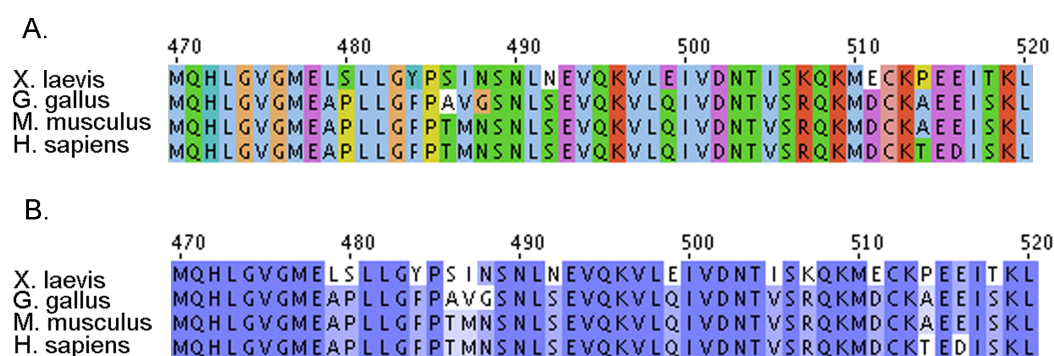 A.
470 480 490 500 510 520
X. laevis MQHLGVGMELSLLGYPSINSNLNEVQKVLEIVDNTISKQKMECKPEEITKL
G. gallus MQHLGVGMEAPLLGFPAVGSNLSEVQKVLQIVDNTVSRQKMDCKAEEISKL
M. musculus MQHLGVGMEAPLLGFPTMNSNLSEVQKVLQIVDNTVSRQKMDCKAEEISKL
H. sapiens MQHLGVGMEAPLLGFPTMNSNLSEVQKVLQIVDNTVSRQKMDCKTEDISKL
B.
470 480 490 500 510 520
X. laevis MQHLGVGMELSLLGYPSINSNLNEVQKVLEIVDNTISKQKMECKPEEITKL
G. gallus MQHLGVGMEAPLLGFPAVGSNLSEVQKVLQIVDNTVSRQKMDCKAEEISKL
M. musculus MQHLGVGMEAPLLGFPTMNSNLSEVQKVLQIVDNTVSRQKMDCKAEEISKL
H. sapiens MQHLGVGMEAPLLGFPTMNSNLSEVQKVLQIVDNTVSRQKMDCKTEDISKL